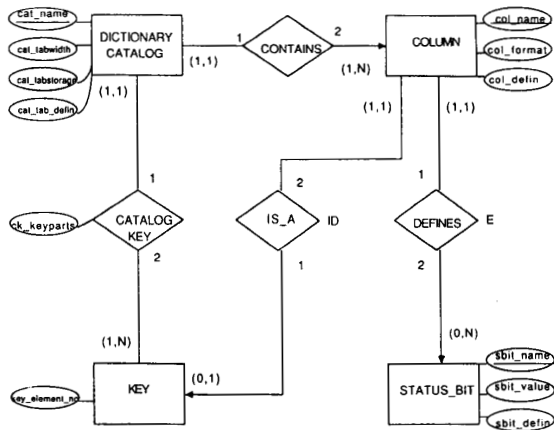 cat_name
cat_tabwidth
cat_tabstorage
cat_tab_defin
DICTIONARY
CATALOG
1
CONTAINS
2
(1,1)
(1,N)
COLUMN
col_name
col_format
col_defin
(1,1)
(1,1)
(1,1)
1
2
1
ck_keyparts
CATALOG
KEY
IS_A
ID
DEFINES
E
2
1
2
(1,N)
(0,1)
(0,N)
key_element_no
KEY
STATUS_BIT
sbit_name
sbit_value
sbit_defin